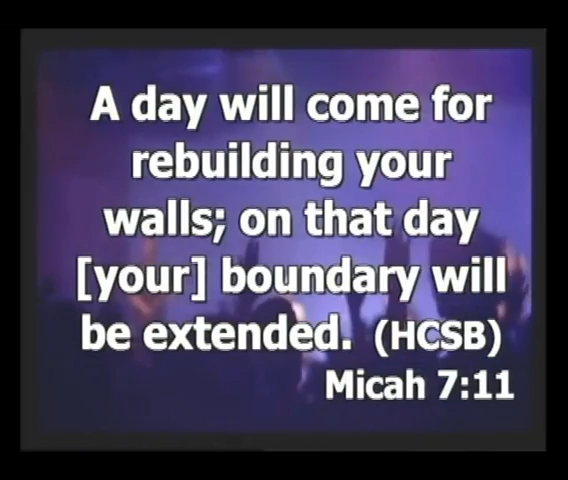 A day will come for
rebuilding your
walls; on that day
[your] boundary will
be extended. (HCSB)
Micah 7:11